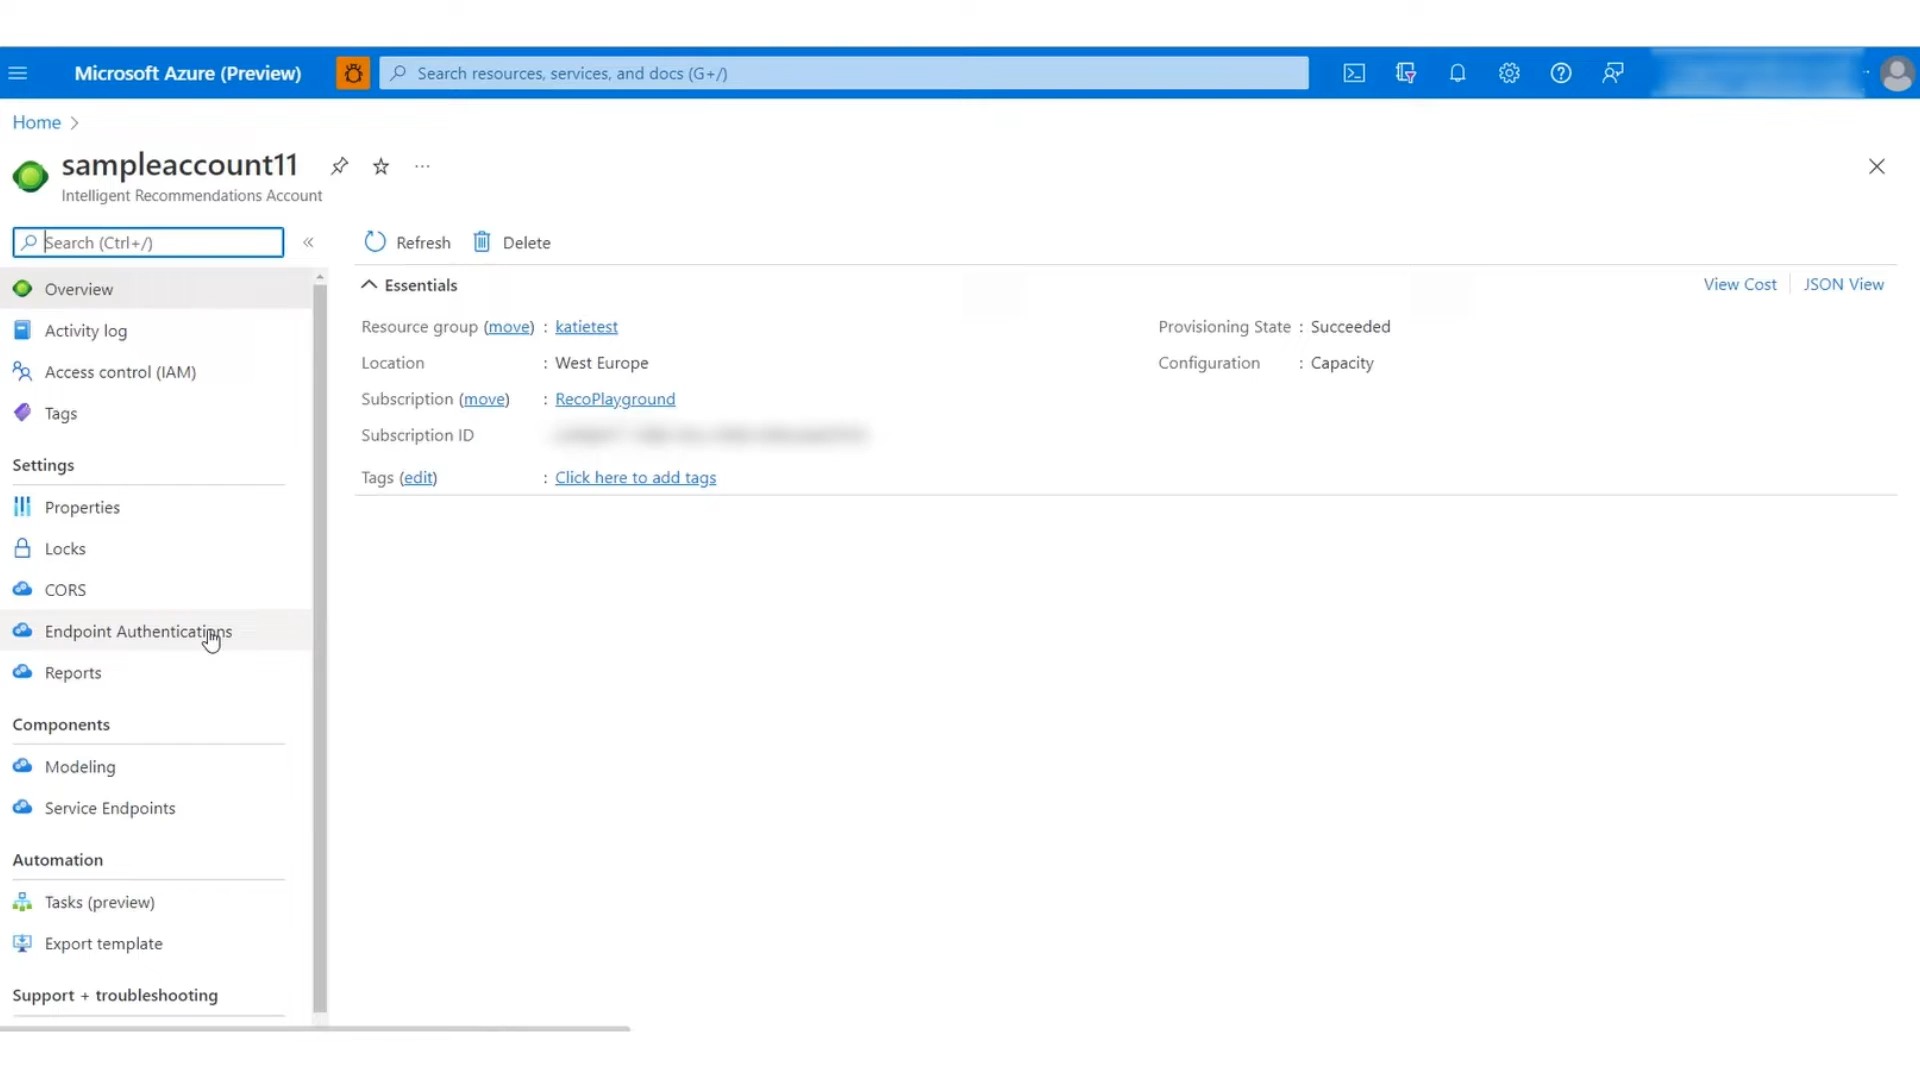 Microsoft Azure (Preview)
Search resources, services, and docs (G+/)
Home
sampleaccount11
Intelligent Recommendations Account
Search (Ctrl+/)
Refresh
Delete
Overview
Activity log
Access control (IAM)
Tags
Settings
Properties
Locks
CORS
Endpoint Authentications
Reports
Components
Modeling
Service Endpoints
Automation
Tasks (preview)
Export template
Support + troubleshooting
Essentials
View Cost
JSON View
Resource group (move) : katietest
Location : West Europe
Subscription (move) : RecoPlayground
Subscription ID
Tags (edit) : Click here to add tags
Provisioning State : Succeeded
Configuration : Capacity